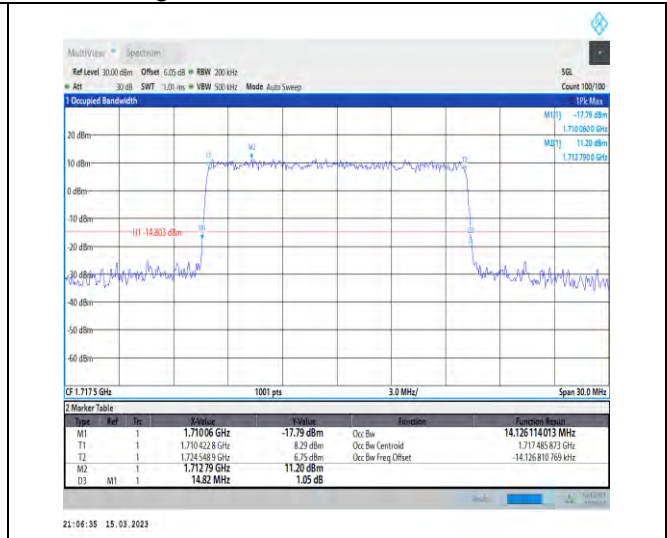 MultiView Spectrum
Ref Level 30.00 dBm Offset 6.05 dB RBW 200 kHz SGL
Att 30 dB SWT 1.01 ms VBW 500 kHz Mode Auto Sweep Count 100/100
1 Occupied Bandwidth 1Pk Max
M1[1] -17.79 dBm
1.710 060 0 GHz
M2[1] 11.20 dBm
1.712 790 0 GHz
20 dBm
T1 M2 T2
10 dBm
0 dBm
-10 dBm
H1 -14.803 dBm M1 D3
-20 dBm
-30 dBm
-40 dBm
-50 dBm
-60 dBm
CF 1.717 5 GHz 1001 pts 3.0 MHz/ Span 30.0 MHz
2 Marker Table
Type Ref Trc X-Value Y-Value Function Function Result
M1 1 1.710 06 GHz -17.79 dBm Occ Bw 14.126 114 013 MHz
T1 1 1.710 422 8 GHz 8.29 dBm Occ Bw Centroid 1.717 485 873 GHz
T2 1 1.724 548 9 GHz 6.75 dBm Occ Bw Freq Offset -14.126 810 769 kHz
M2 1 1.712 79 GHz 11.20 dBm
D3 M1 1 14.82 MHz 1.05 dB
21:06:35 15.03.2023